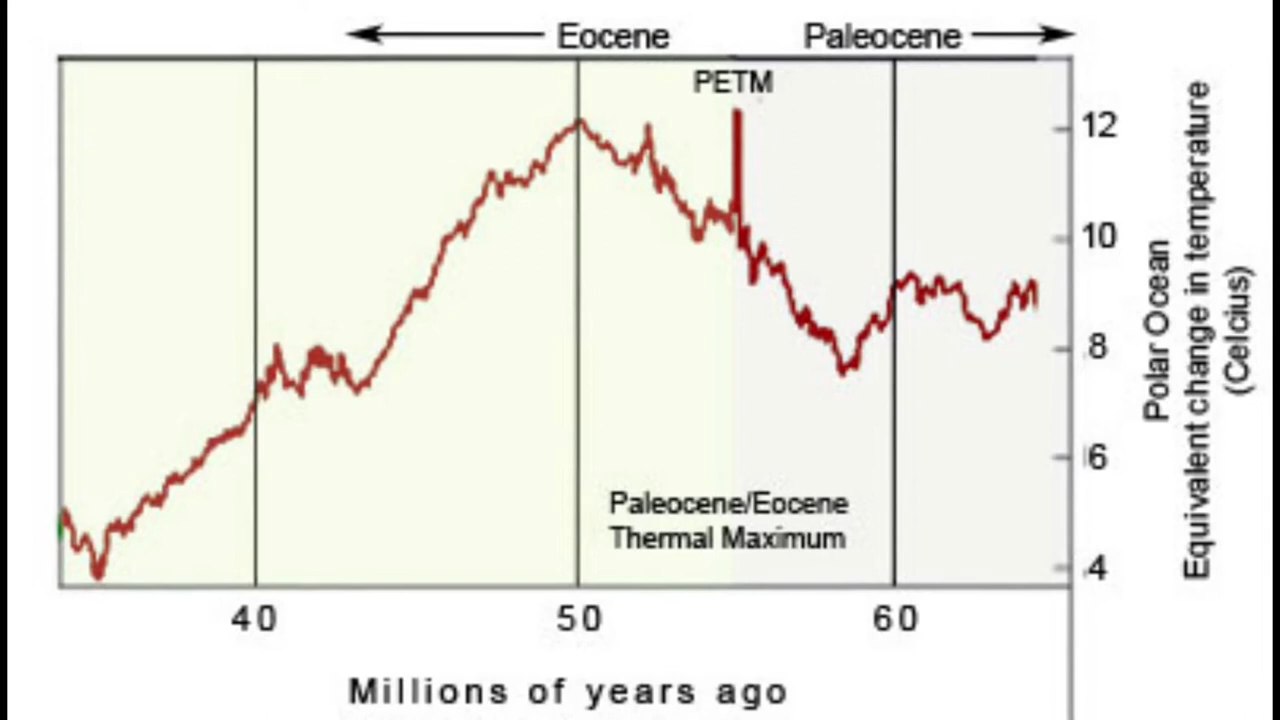 Eocene
Paleocene
PETM
12
10
8
6
4
Polar Ocean
Equivalent change in temperature
(Celcius)
Paleocene/Eocene
Thermal Maximum
40 50 60
Millions of years ago